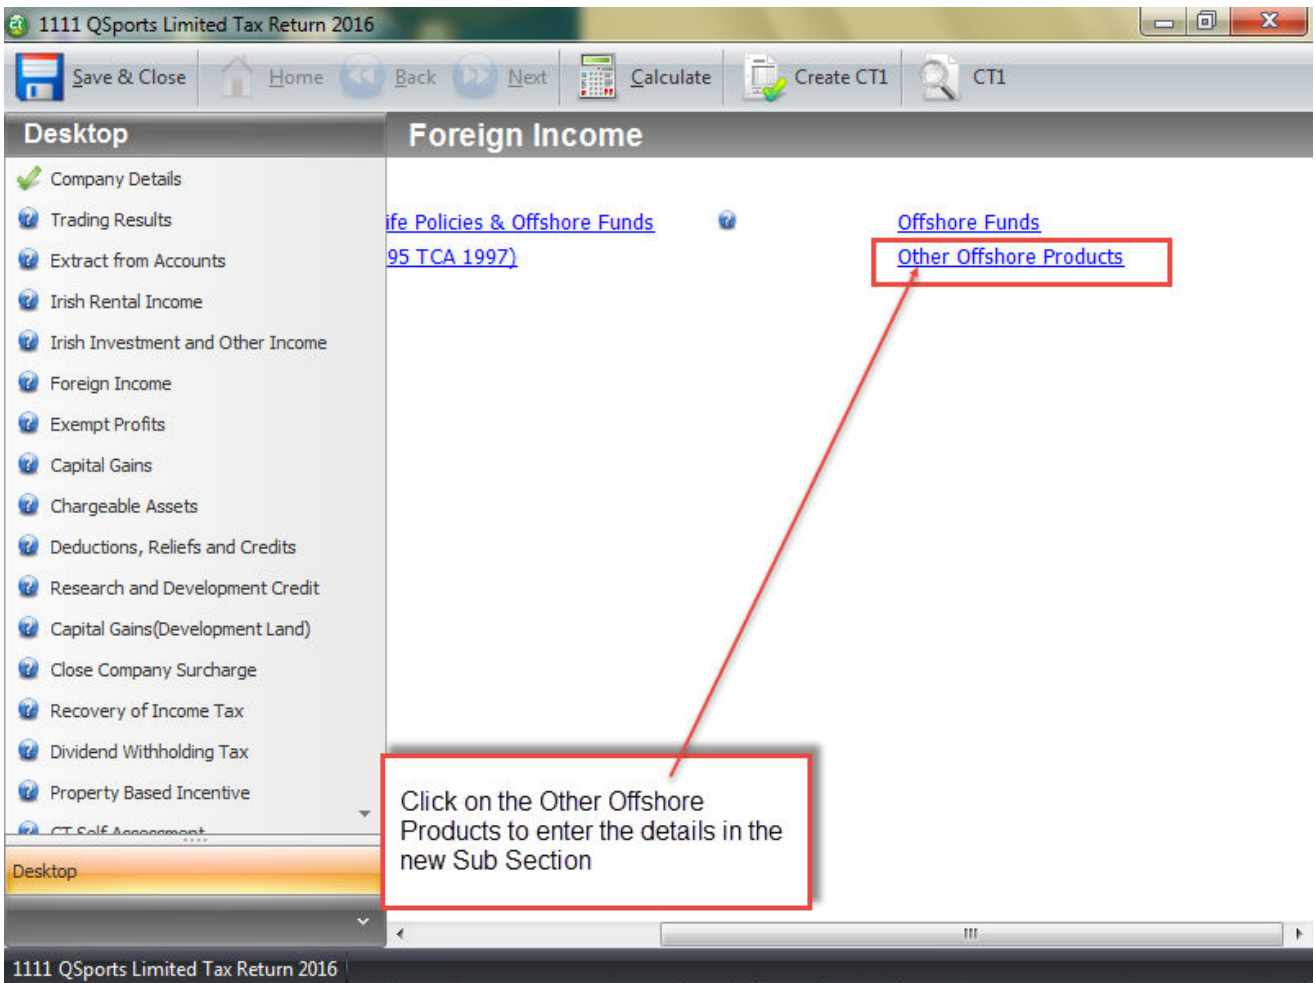 1111 QSports Limited Tax Return 2016
Save & Close Home Back Next Calculate Create CT1 CT1
Desktop
Foreign Income
Company Details
Trading Results
Extract from Accounts
Irish Rental Income
Irish Investment and Other Income
Foreign Income
Exempt Profits
Capital Gains
Chargeable Assets
Deductions, Reliefs and Credits
Research and Development Credit
Capital Gains(Development Land)
Close Company Surcharge
Recovery of Income Tax
Dividend Withholding Tax
Property Based Incentive
CT Self Assessment
Desktop
ife Policies & Offshore Funds
Offshore Funds
95 TCA 1997)
Other Offshore Products
Click on the Other Offshore
Products to enter the details in the
new Sub Section
1111 QSports Limited Tax Return 2016